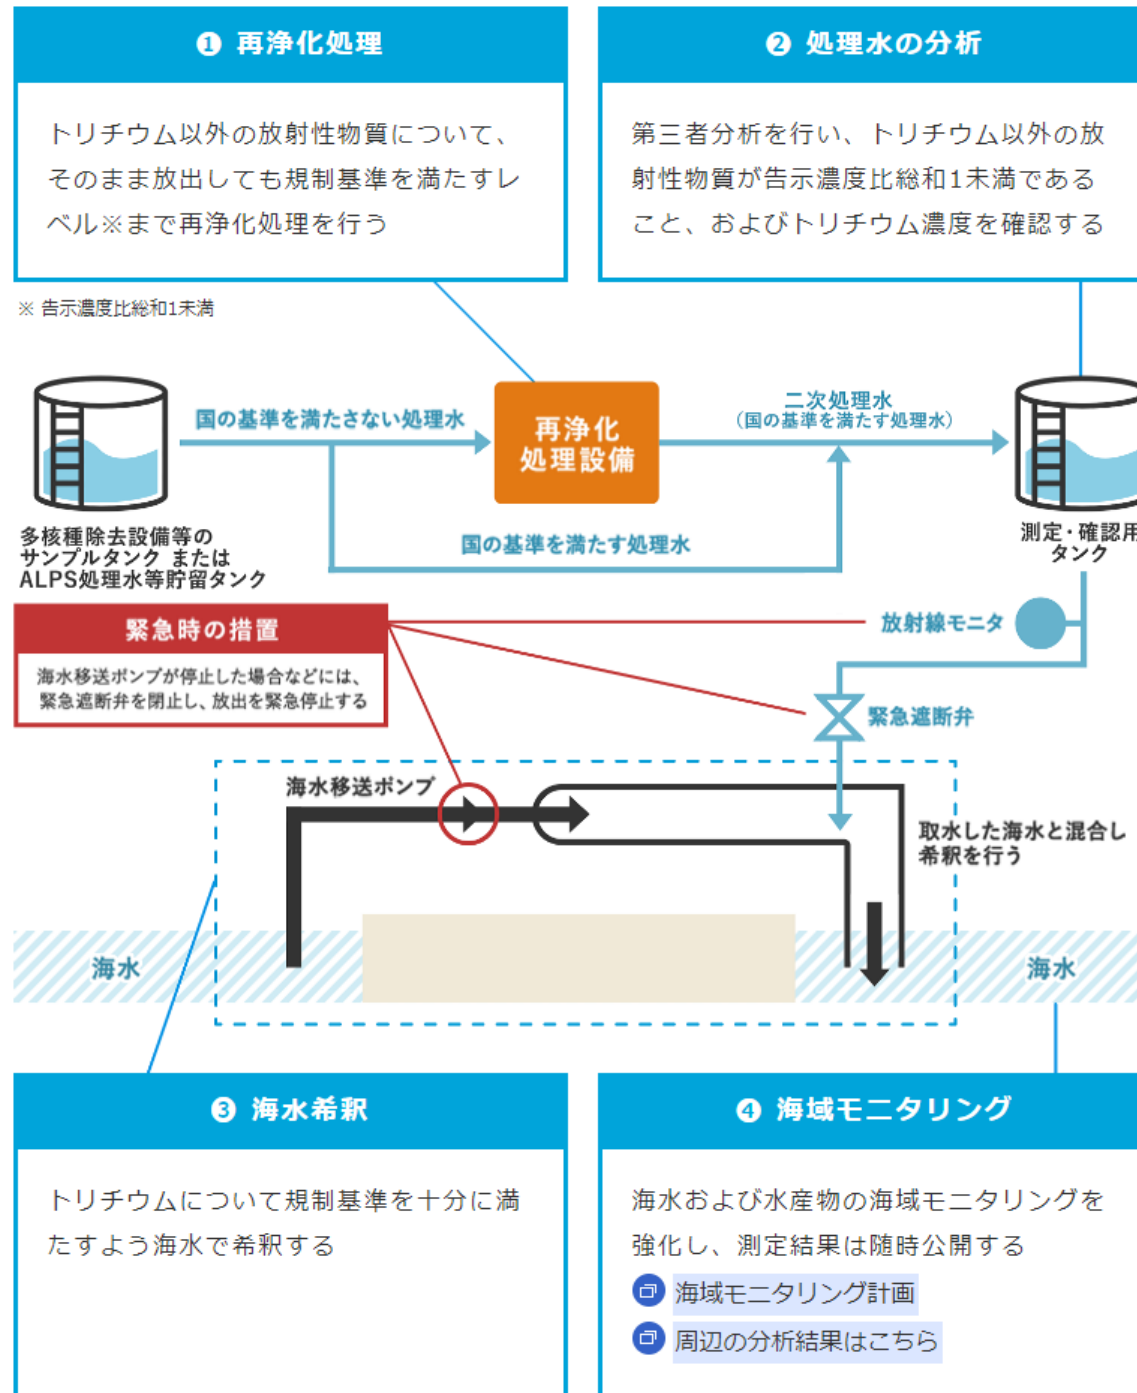 ❶ 再浄化処理
トリチウム以外の放射性物質について、
そのまま放出しても規制基準を満たすレ
ベル※まで再浄化処理を行う
※ 告示濃度比総和1未満
❷ 処理水の分析
第三者分析を行い、トリチウム以外の放
射性物質が告示濃度比総和1未満である
こと、およびトリチウム濃度を確認する
国の基準を満たさない処理水
再浄化
処理設備
二次処理水
（国の基準を満たす処理水）
国の基準を満たす処理水
多核種除去設備等の
サンプルタンク または
ALPS処理水等貯留タンク
測定・確認用
タンク
緊急時の措置
海水移送ポンプが停止した場合などには、
緊急遮断弁を閉止し、放出を緊急停止する
放射線モニタ
緊急遮断弁
海水移送ポンプ
取水した海水と混合し
希釈を行う
海水
海水
❸ 海水希釈
トリチウムについて規制基準を十分に満
たすよう海水で希釈する
❹ 海域モニタリング
海水および水産物の海域モニタリングを
強化し、測定結果は随時公開する
海域モニタリング計画
周辺の分析結果はこちら